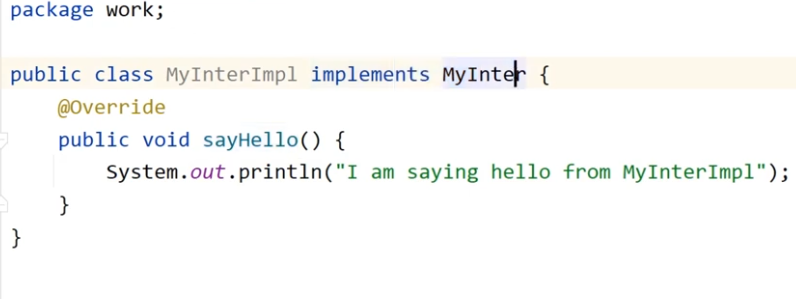 package work;
public class MyInterImpl implements MyInter {
@Override
public void sayHello() {
System.out.println("I am saying hello from MyInterImpl");
}
}